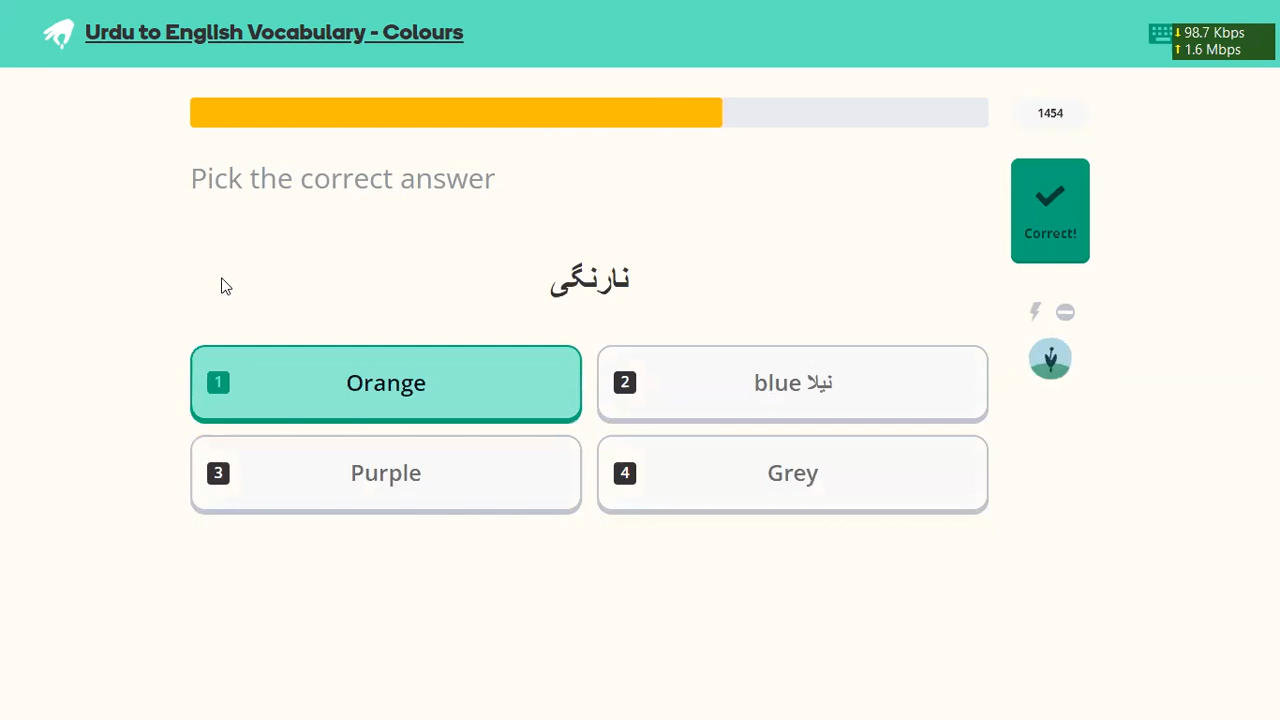 Urdu to English Vocabulary - Colours
↓ 98.7 Kbps
↑ 1.6 Mbps
1454
Pick the correct answer
Correct!
نارنگی
1 Orange
2 blue نیلا
3 Purple
4 Grey